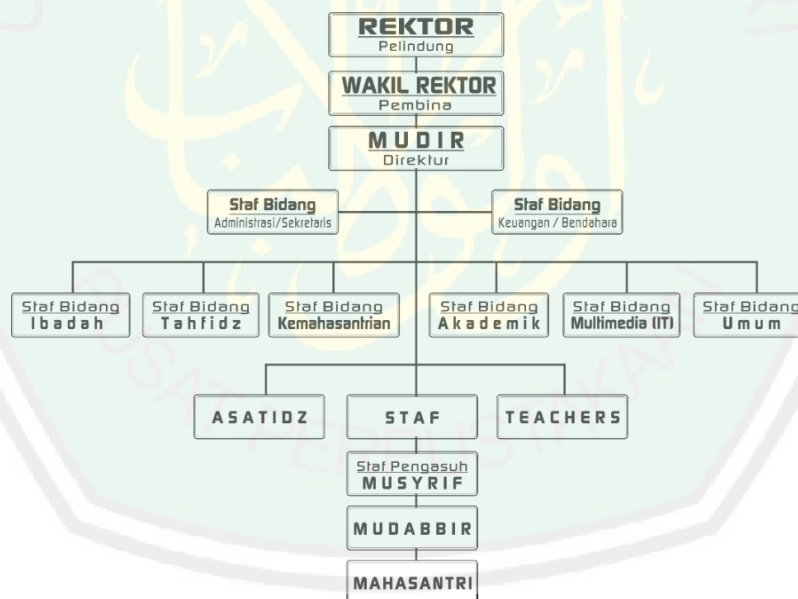 REKTOR
Pelindung
WAKIL REKTOR
Pembina
MUDIR
Direktur
Staf Bidang
Administrasi/Sekretaris
Staf Bidang
Keuangan / Bendahara
Staf Bidang
Ibadah
Staf Bidang
Tahfidz
Staf Bidang
Kemahasantrian
Staf Bidang
Akademik
Staf Bidang
Multimedia (IT)
Staf Bidang
Umum
ASATIDZ
STAF
TEACHERS
Staf Pengasuh
MUSYRIF
MUDABBIR
MAHASANTRI
PUSAT PERPUSTAKAAN